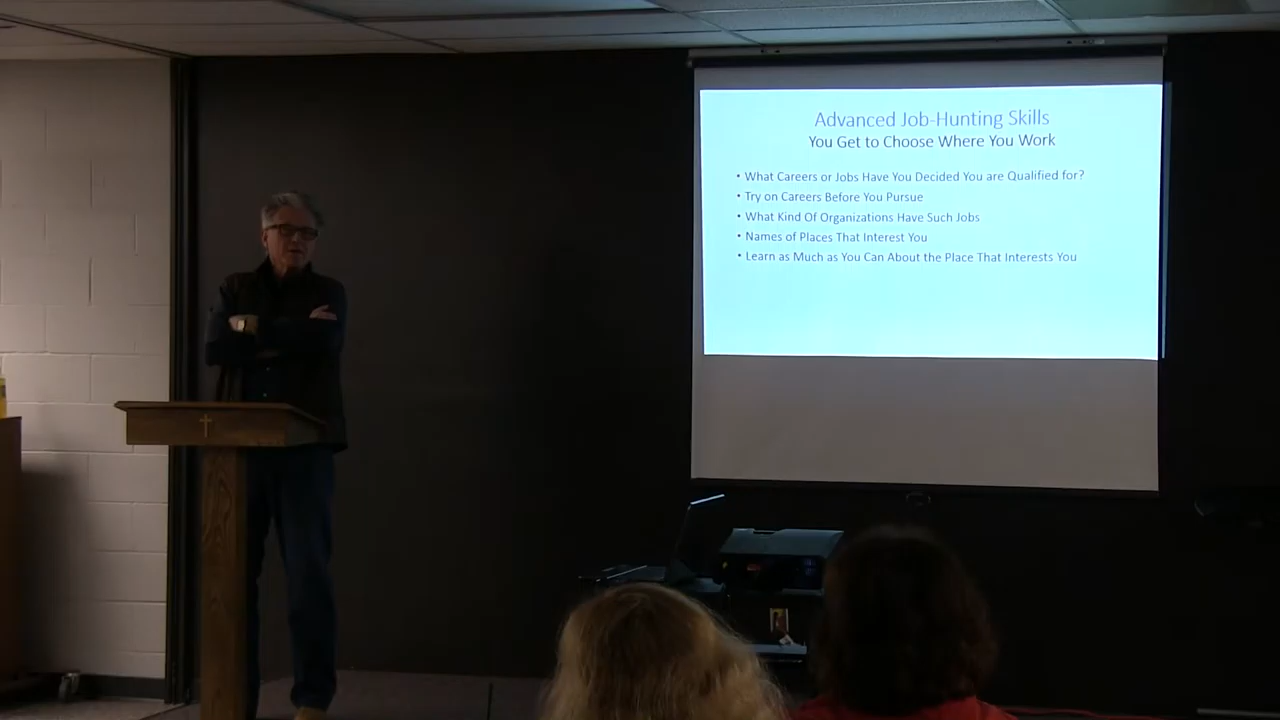 Advanced Job-Hunting Skills
You Get to Choose Where You Work
• What Careers or Jobs Have You Decided You are Qualified for?
• Try on Careers Before You Pursue
• What Kind Of Organizations Have Such Jobs
• Names of Places That Interest You
• Learn as Much as You Can About the Place That Interests You